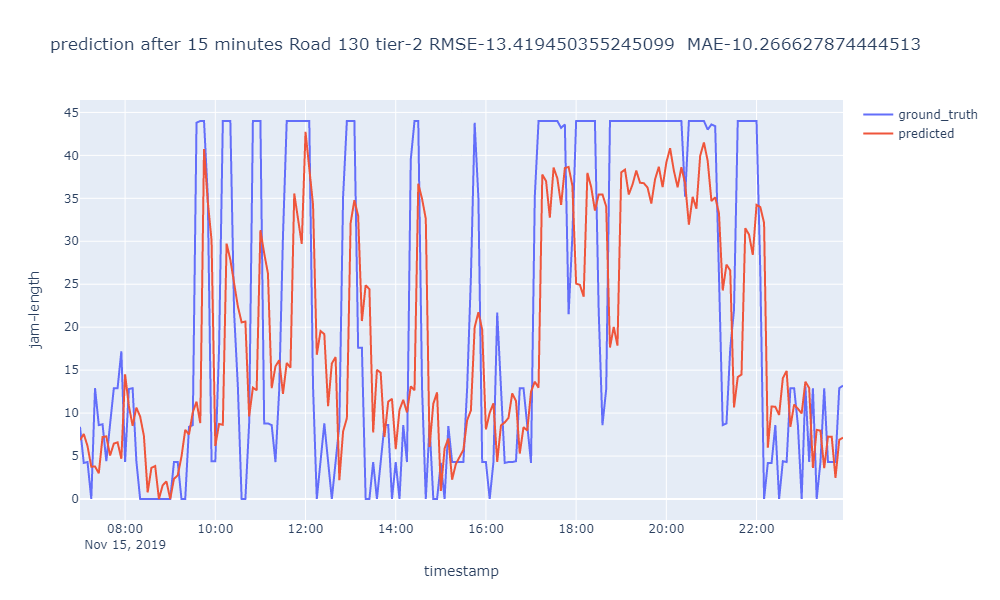 prediction after 15 minutes Road 130 tier-2 RMSE-13.419450355245099  MAE-10.266627874444513
ground_truth
predicted
45
40
35
30
25
20
15
10
5
0
jam-length
08:00 10:00 12:00 14:00 16:00 18:00 20:00 22:00
Nov 15, 2019
timestamp